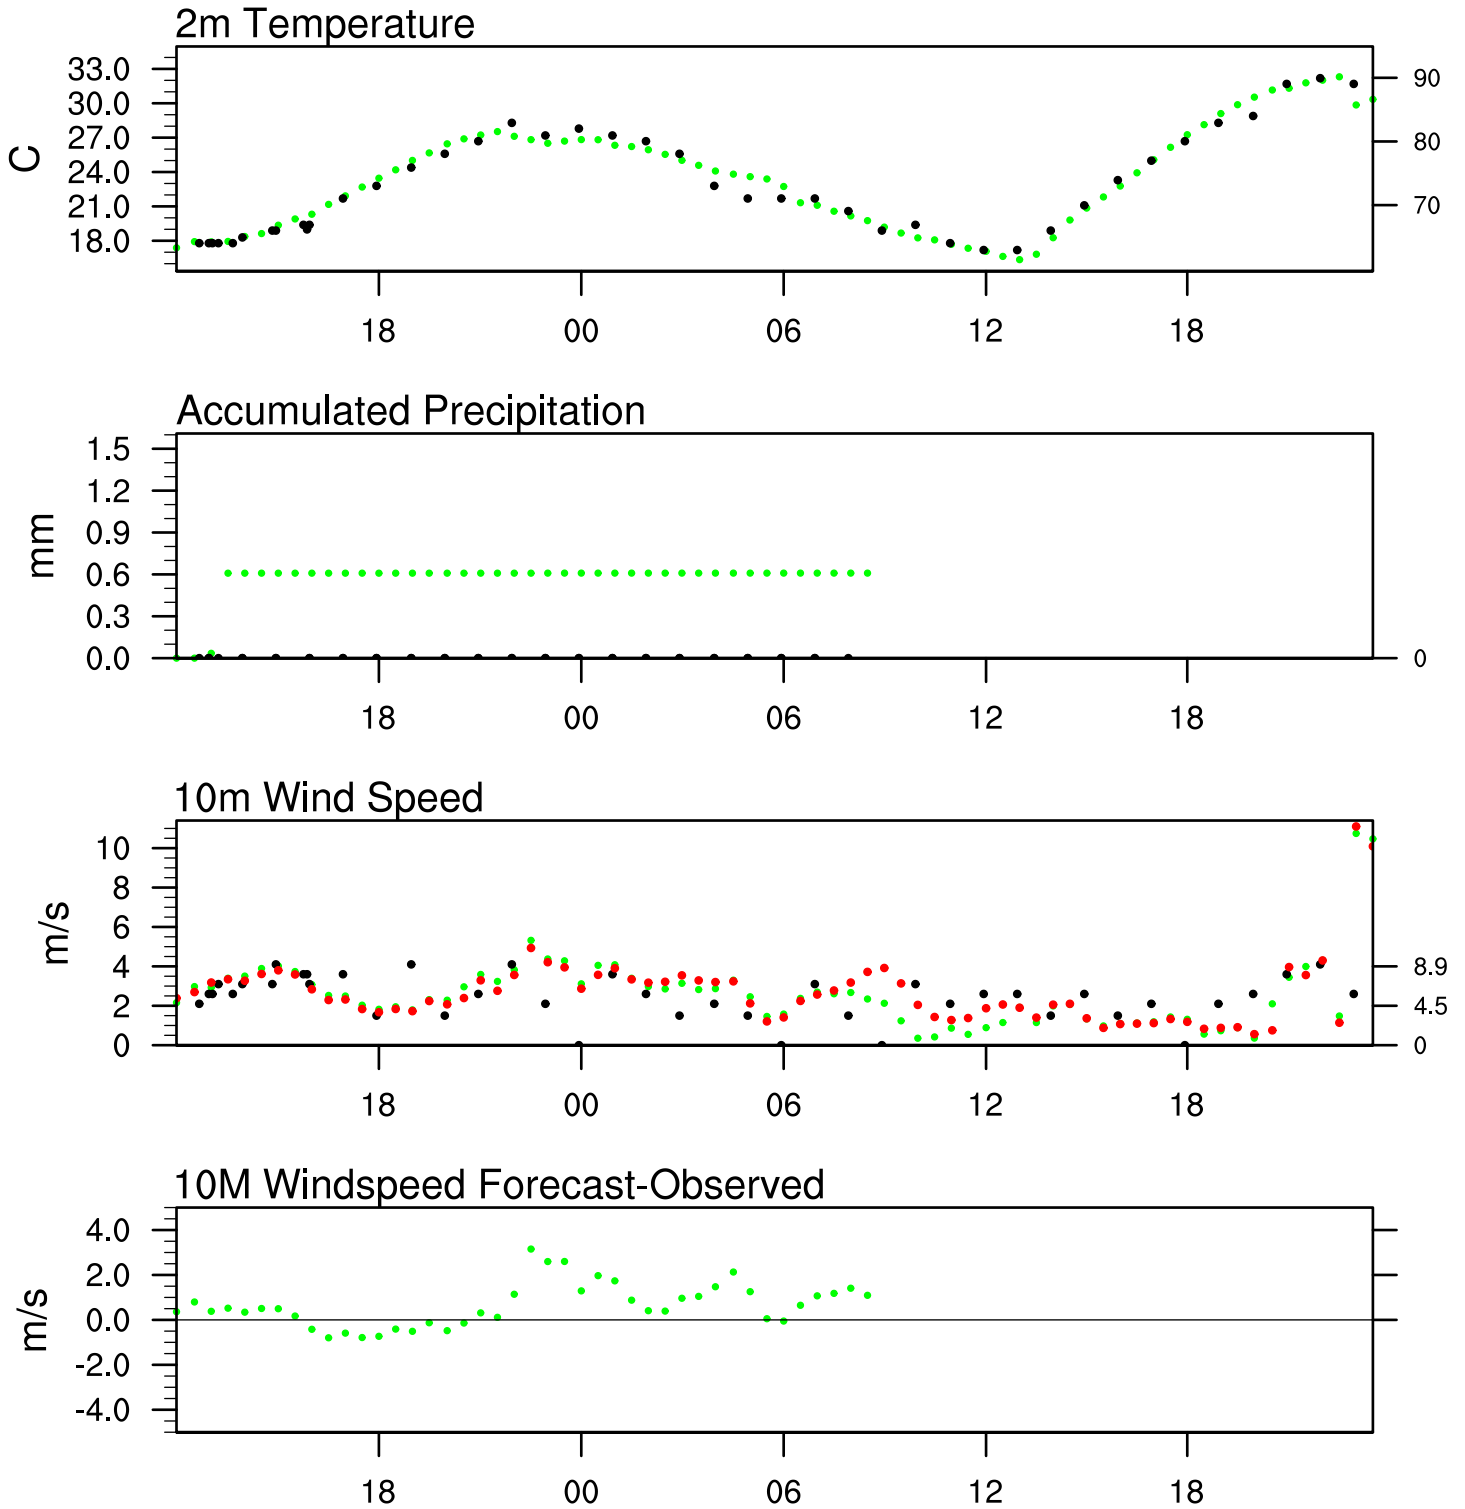 2m Temperature
33.0
30.0
27.0
24.0
21.0
18.0
C
90
80
70
18 00 06 12 18
Accumulated Precipitation
1.5
1.2
0.9
0.6
0.3
0.0
mm
0
18 00 06 12 18
10m Wind Speed
10
8
6
4
2
0
m/s
8.9
4.5
0
18 00 06 12 18
10M Windspeed Forecast-Observed
4.0
2.0
0.0
-2.0
-4.0
m/s
18 00 06 12 18